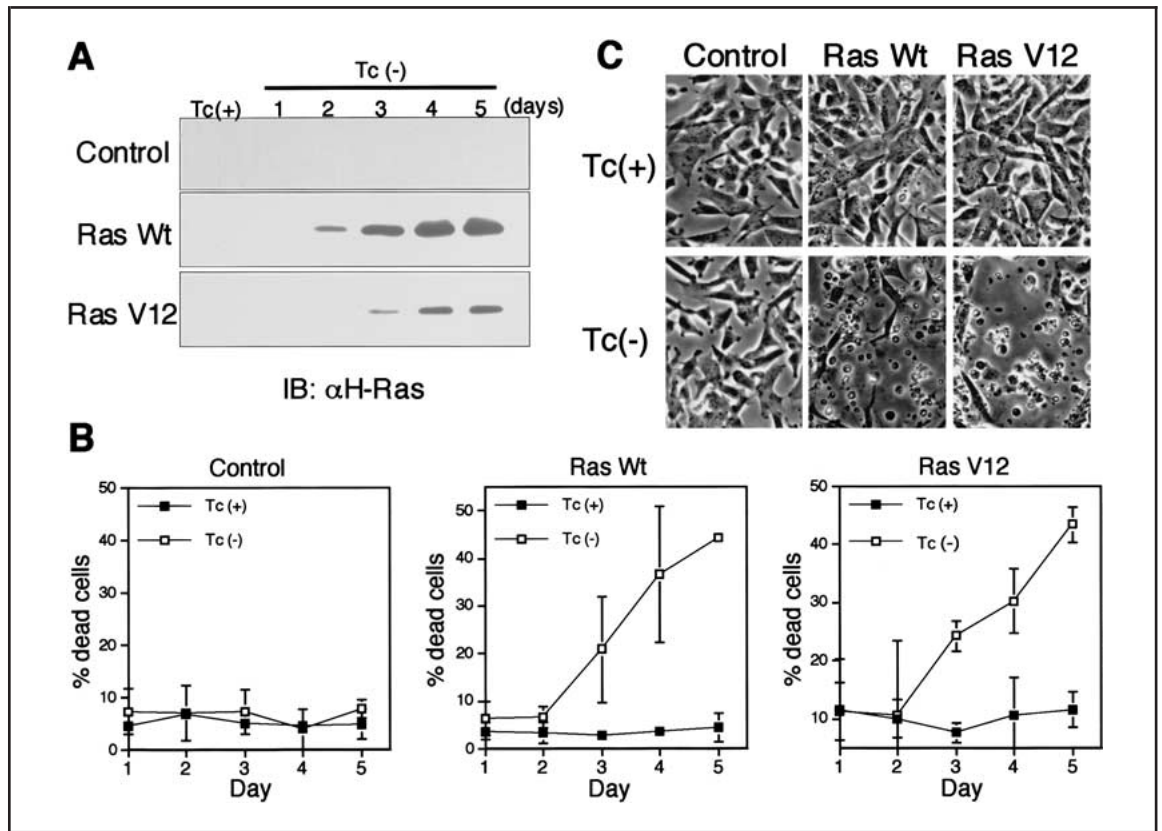 A
Tc (-)
Tc(+) 1 2 3 4 5 (days)
Control
Ras Wt
Ras V12
IB: αH-Ras
C
Control Ras Wt Ras V12
Tc(+)
Tc(-)
B
Control
50
40
30
20
10
0
% dead cells
Tc (+)
Tc (-)
1 2 3 4 5
Day
Ras Wt
50
40
30
20
10
0
% dead cells
Tc (+)
Tc (-)
1 2 3 4 5
Day
Ras V12
50
40
30
20
10
% dead cells
Tc (+)
Tc (-)
1 2 3 4 5
Day